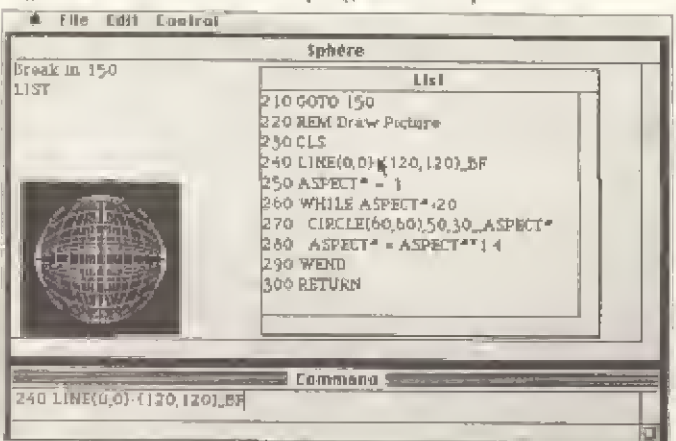 File Edit Control
Sphére
Break in 150
LIST
List
210 GOTO 150
220 REM Draw Picture
230 CLS
240 LINE(0,0)-(120,120),,BF
250 ASPECT# = .1
260 WHILE ASPECT#<20
270 CIRCLE(60,60),50,30,,,ASPECT#
280 ASPECT# = ASPECT#*1.4
290 WEND
300 RETURN
Command
240 LINE(0,0)-(120,120),,BF